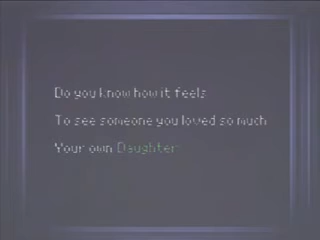 Do you know how it feels
To see someone you loved so much
Your own Daughter